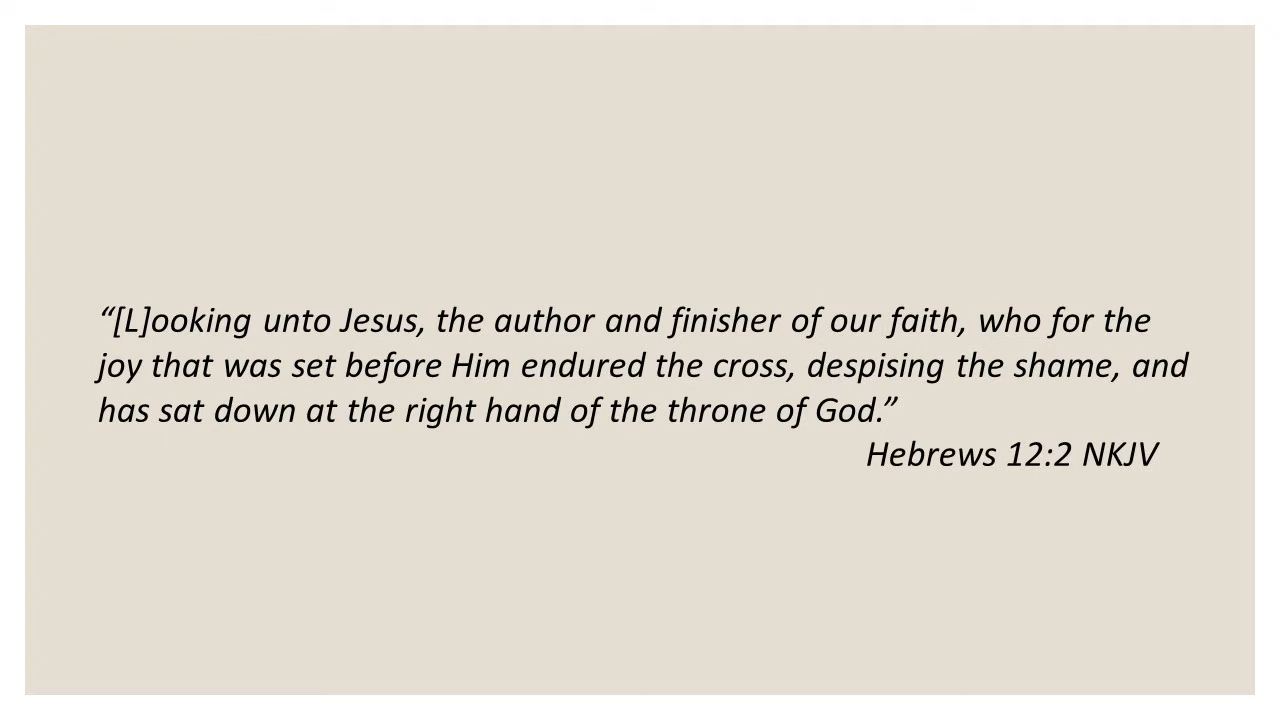 “[L]ooking unto Jesus, the author and finisher of our faith, who for the
joy that was set before Him endured the cross, despising the shame, and
has sat down at the right hand of the throne of God.”
Hebrews 12:2 NKJV